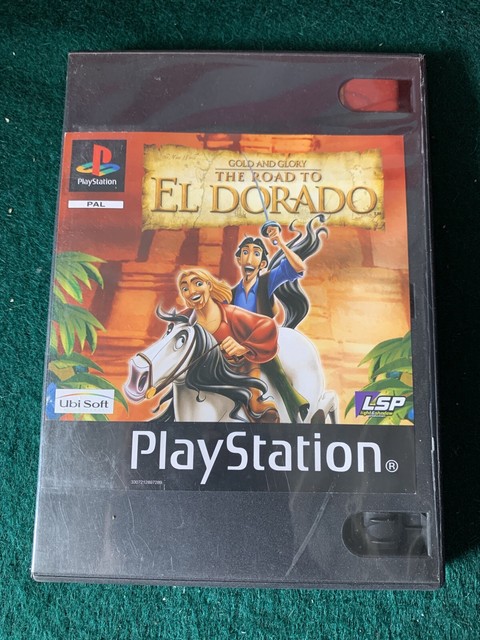 PlayStation
PAL
GOLD AND GLORY
THE ROAD TO
EL DORADO
Ubi Soft
LSP
PlayStation®